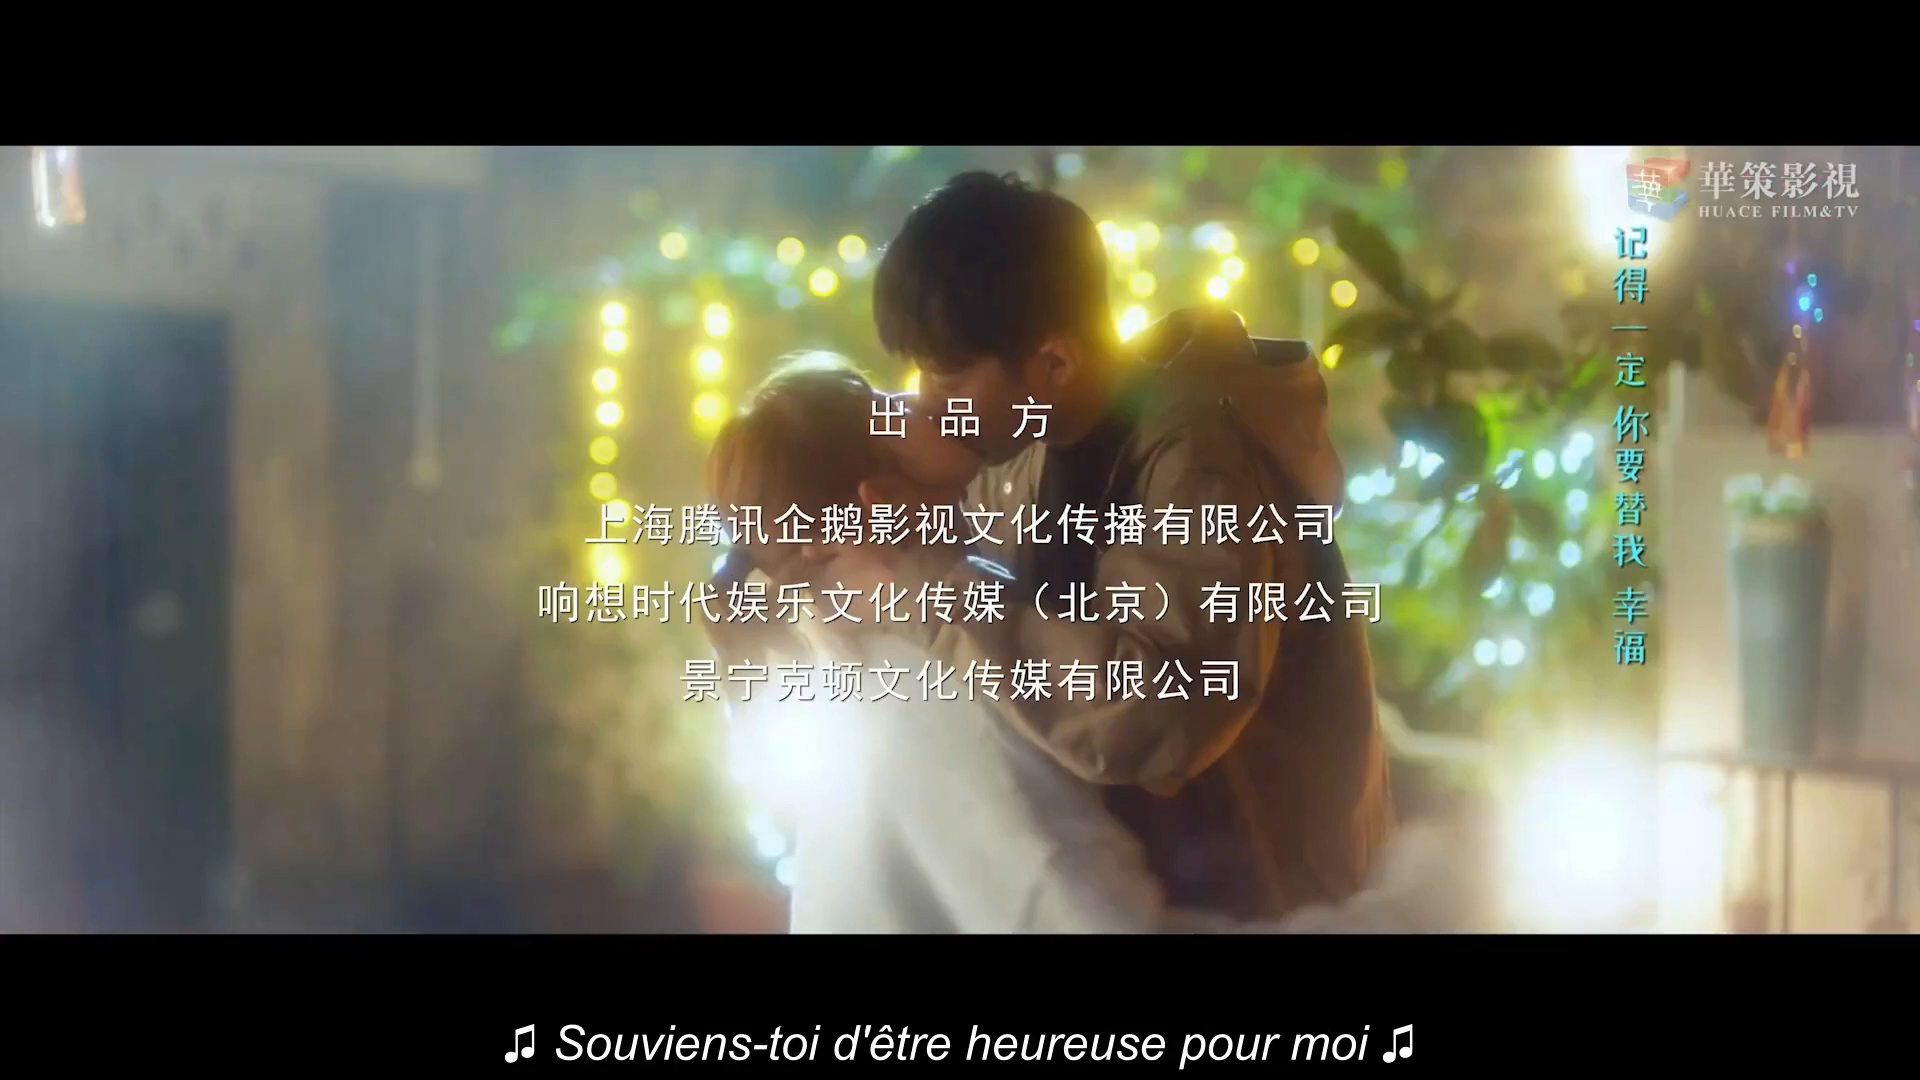 華策影視
HUACE FILM&TV
華
记得一定 你要替我 幸福
出品方
上海腾讯企鹅影视文化传播有限公司
响想时代娱乐文化传媒（北京）有限公司
景宁克顿文化传媒有限公司
♫ Souviens-toi d'être heureuse pour moi ♫